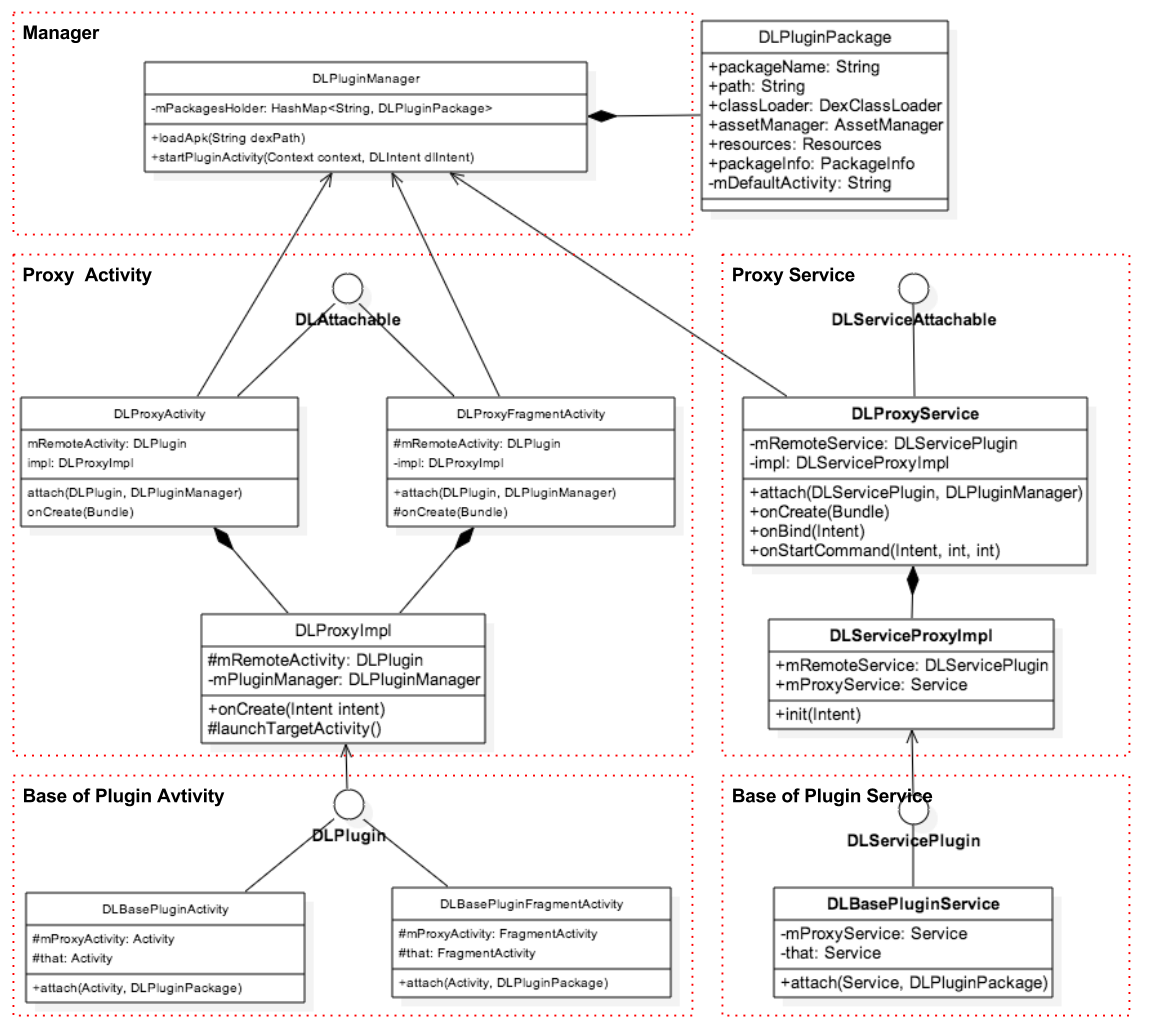 Manager
DLPluginManager
-mPackagesHolder: HashMap<String, DLPluginPackage>
+loadApk(String dexPath)
+startPluginActivity(Context context, DLIntent dlIntent)
DLPluginPackage
+packageName: String
+path: String
+classLoader: DexClassLoader
+assetManager: AssetManager
+resources: Resources
+packageInfo: PackageInfo
-mDefaultActivity: String
Proxy  Activity
DLAttachable
DLProxyActivity
mRemoteActivity: DLPlugin
impl: DLProxyImpl
attach(DLPlugin, DLPluginManager)
onCreate(Bundle)
DLProxyFragmentActivity
#mRemoteActivity: DLPlugin
-impl: DLProxyImpl
+attach(DLPlugin, DLPluginManager)
#onCreate(Bundle)
DLProxyImpl
#mRemoteActivity: DLPlugin
-mPluginManager: DLPluginManager
+onCreate(Intent intent)
#launchTargetActivity()
Proxy Service
DLServiceAttachable
DLProxyService
-mRemoteService: DLServicePlugin
-impl: DLServiceProxyImpl
+attach(DLServicePlugin, DLPluginManager)
+onCreate(Bundle)
+onBind(Intent)
+onStartCommand(Intent, int, int)
DLServiceProxyImpl
+mRemoteService: DLServicePlugin
+mProxyService: Service
+init(Intent)
Base of Plugin Avtivity
DLPlugin
DLBasePluginActivity
#mProxyActivity: Activity
#that: Activity
+attach(Activity, DLPluginPackage)
DLBasePluginFragmentActivity
#mProxyActivity: FragmentActivity
#that: FragmentActivity
+attach(Activity, DLPluginPackage)
Base of Plugin Service
DLServicePlugin
DLBasePluginService
-mProxyService: Service
-that: Service
+attach(Service, DLPluginPackage)